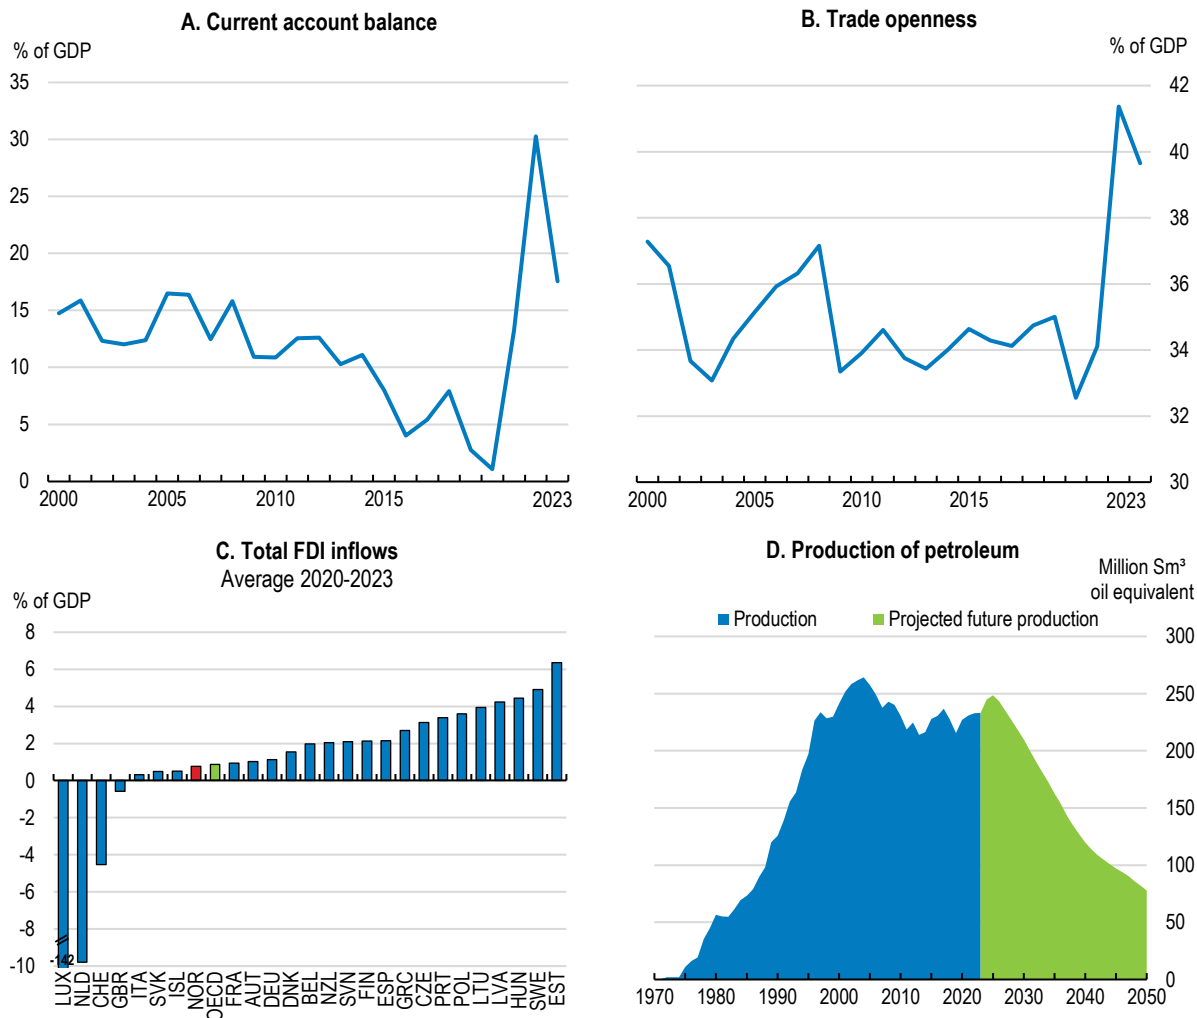 A. Current account balance
% of GDP
35
30
25
20
15
10
5
0
2000 2005 2010 2015 2023
B. Trade openness
% of GDP
42
40
38
36
34
32
30
2000 2005 2010 2015 2023
C. Total FDI inflows
Average 2020-2023
% of GDP
8
6
4
2
0
-2
-4
-6
-8
-10
-142
LUX NLD CHE GBR ITA SVK ISL NOR OECD FRA AUT DEU DNK BEL NZL SVN FIN ESP GRC CZE PRT POL LTU LVA HUN SWE EST
D. Production of petroleum
Million Sm³
oil equivalent
Production Projected future production
300
250
200
150
100
50
0
1970 1980 1990 2000 2010 2020 2030 2040 2050